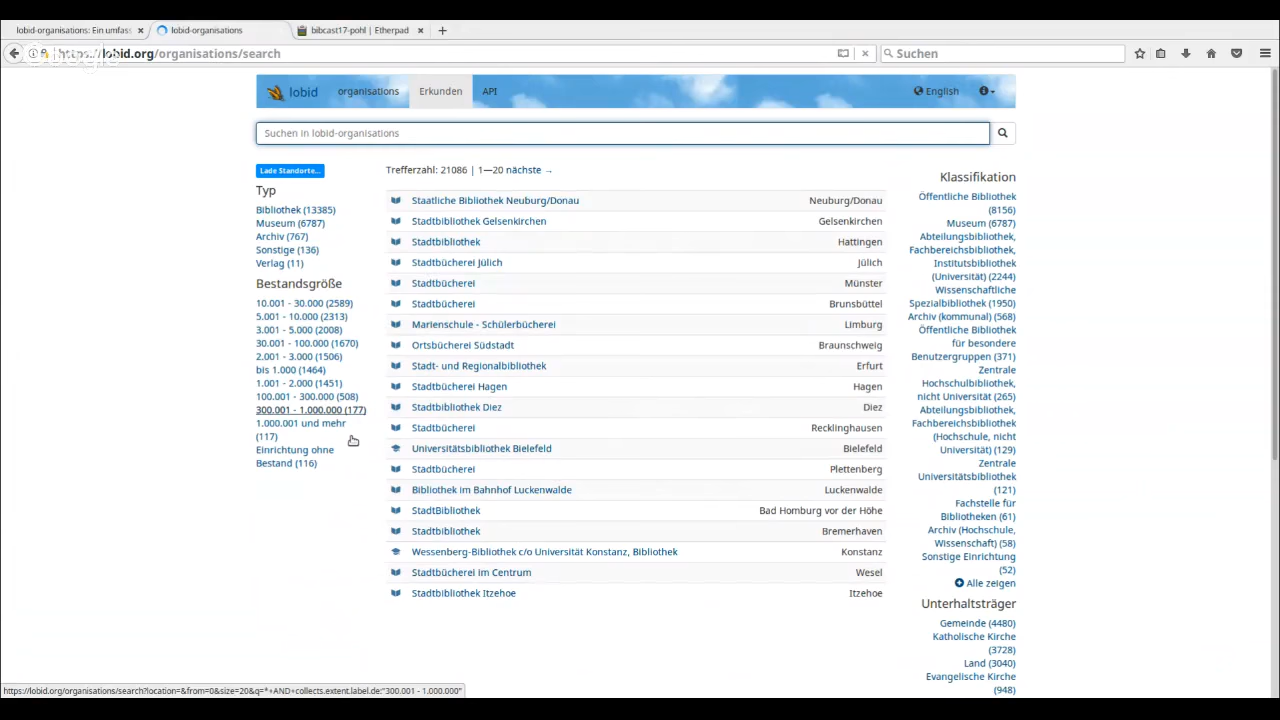 lobid-organisations: Ein umfass
lobid-organisations
bibcast17-pohl | Etherpad
https://lobid.org/organisations/search
Suchen
lobid
organisations
Erkunden
API
English
Suchen in lobid-organisations
Lade Standorte...
Typ
Bibliothek (13385)
Museum (6787)
Archiv (767)
Sonstige (136)
Verlag (11)
Bestandsgröße
10.001 - 30.000 (2589)
5.001 - 10.000 (2313)
3.001 - 5.000 (2008)
30.001 - 100.000 (1670)
2.001 - 3.000 (1506)
bis 1.000 (1464)
1.001 - 2.000 (1451)
100.001 - 300.000 (508)
300.001 - 1.000.000 (177)
1.000.001 und mehr
(117)
Einrichtung ohne
Bestand (116)
Trefferzahl: 21086 | 1—20 nächste →
Staatliche Bibliothek Neuburg/Donau Neuburg/Donau
Stadtbibliothek Gelsenkirchen Gelsenkirchen
Stadtbibliothek Hattingen
Stadtbücherei Jülich Jülich
Stadtbücherei Münster
Stadtbücherei Brunsbüttel
Marienschule - Schülerbücherei Limburg
Ortsbücherei Südstadt Braunschweig
Stadt- und Regionalbibliothek Erfurt
Stadtbücherei Hagen Hagen
Stadtbibliothek Diez Diez
Stadtbücherei Recklinghausen
Universitätsbibliothek Bielefeld Bielefeld
Stadtbücherei Plettenberg
Bibliothek im Bahnhof Luckenwalde Luckenwalde
StadtBibliothek Bad Homburg vor der Höhe
Stadtbibliothek Bremerhaven
Wessenberg-Bibliothek c/o Universität Konstanz, Bibliothek Konstanz
Stadtbücherei im Centrum Wesel
Stadtbibliothek Itzehoe Itzehoe
Klassifikation
Öffentliche Bibliothek
(8156)
Museum (6787)
Abteilungsbibliothek,
Fachbereichsbibliothek,
Institutsbibliothek
(Universität) (2244)
Wissenschaftliche
Spezialbibliothek (1950)
Archiv (kommunal) (568)
Öffentliche Bibliothek
für besondere
Benutzergruppen (371)
Zentrale
Hochschulbibliothek,
nicht Universität (265)
Abteilungsbibliothek,
Fachbereichsbibliothek
(Hochschule, nicht
Universität) (129)
Zentrale
Universitätsbibliothek
(121)
Fachstelle für
Bibliotheken (61)
Archiv (Hochschule,
Wissenschaft) (58)
Sonstige Einrichtung
(52)
Alle zeigen
Unterhaltsträger
Gemeinde (4480)
Katholische Kirche
(3728)
Land (3040)
Evangelische Kirche
(948)
https://lobid.org/organisations/search?location=&from=0&size=20&q=*+AND+collects.extent.label.de:"300.001 - 1.000.000"